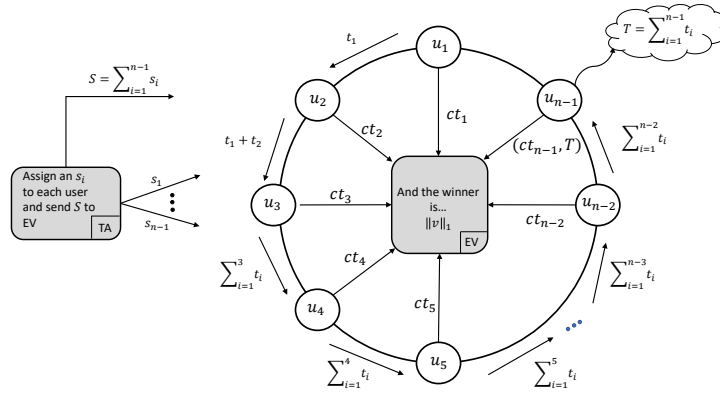 S = ∑_{i=1}^{n-1} s_i
Assign an s_i
to each user
and send S to
EV
TA
s_1
s_{n-1}
t_1
t_1 + t_2
∑_{i=1}^{3} t_i
∑_{i=1}^{4} t_i
∑_{i=1}^{5} t_i
∑_{i=1}^{n-3} t_i
∑_{i=1}^{n-2} t_i
T = ∑_{i=1}^{n-1} t_i
u_1
u_2
u_3
u_4
u_5
u_{n-2}
u_{n-1}
ct_1
ct_2
ct_3
ct_4
ct_5
ct_{n-2}
(ct_{n-1}, T)
And the winner
is...
‖v‖_1
EV